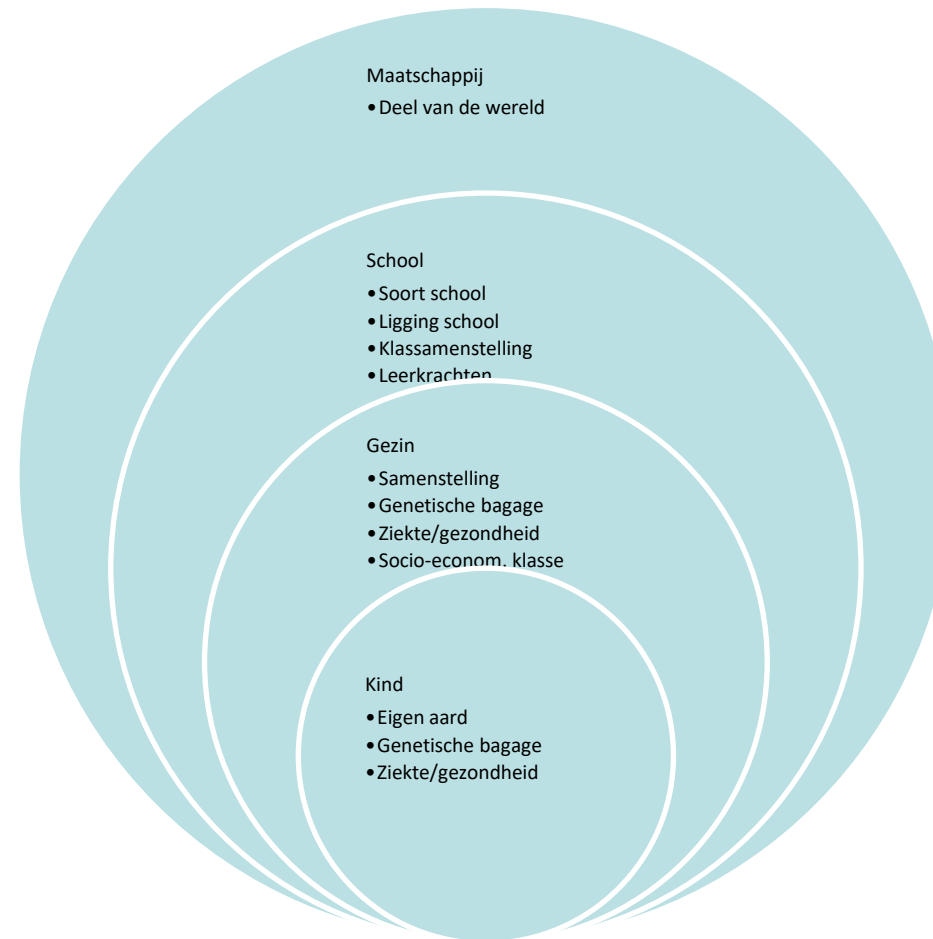 Maatschappij
•Deel van de wereld
School
•Soort school
•Ligging school
•Klassamenstelling
•Leerkrachten
Gezin
•Samenstelling
•Genetische bagage
•Ziekte/gezondheid
•Socio-econom. klasse
Kind
•Eigen aard
•Genetische bagage
•Ziekte/gezondheid